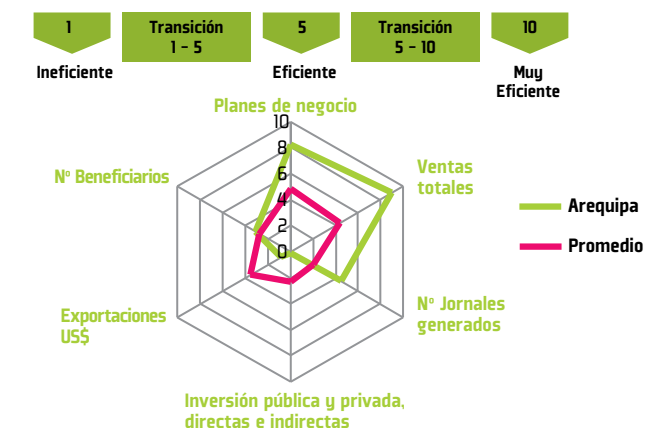 1
Transición
1 - 5
5
Transición
5 - 10
10
Ineficiente
Eficiente
Muy
Eficiente
Planes de negocio
10
8
6
4
2
0
Nº Beneficiarios
Ventas
totales
Arequipa
Promedio
Exportaciones
US$
Nº Jornales
generados
Inversión pública y privada,
directas e indirectas